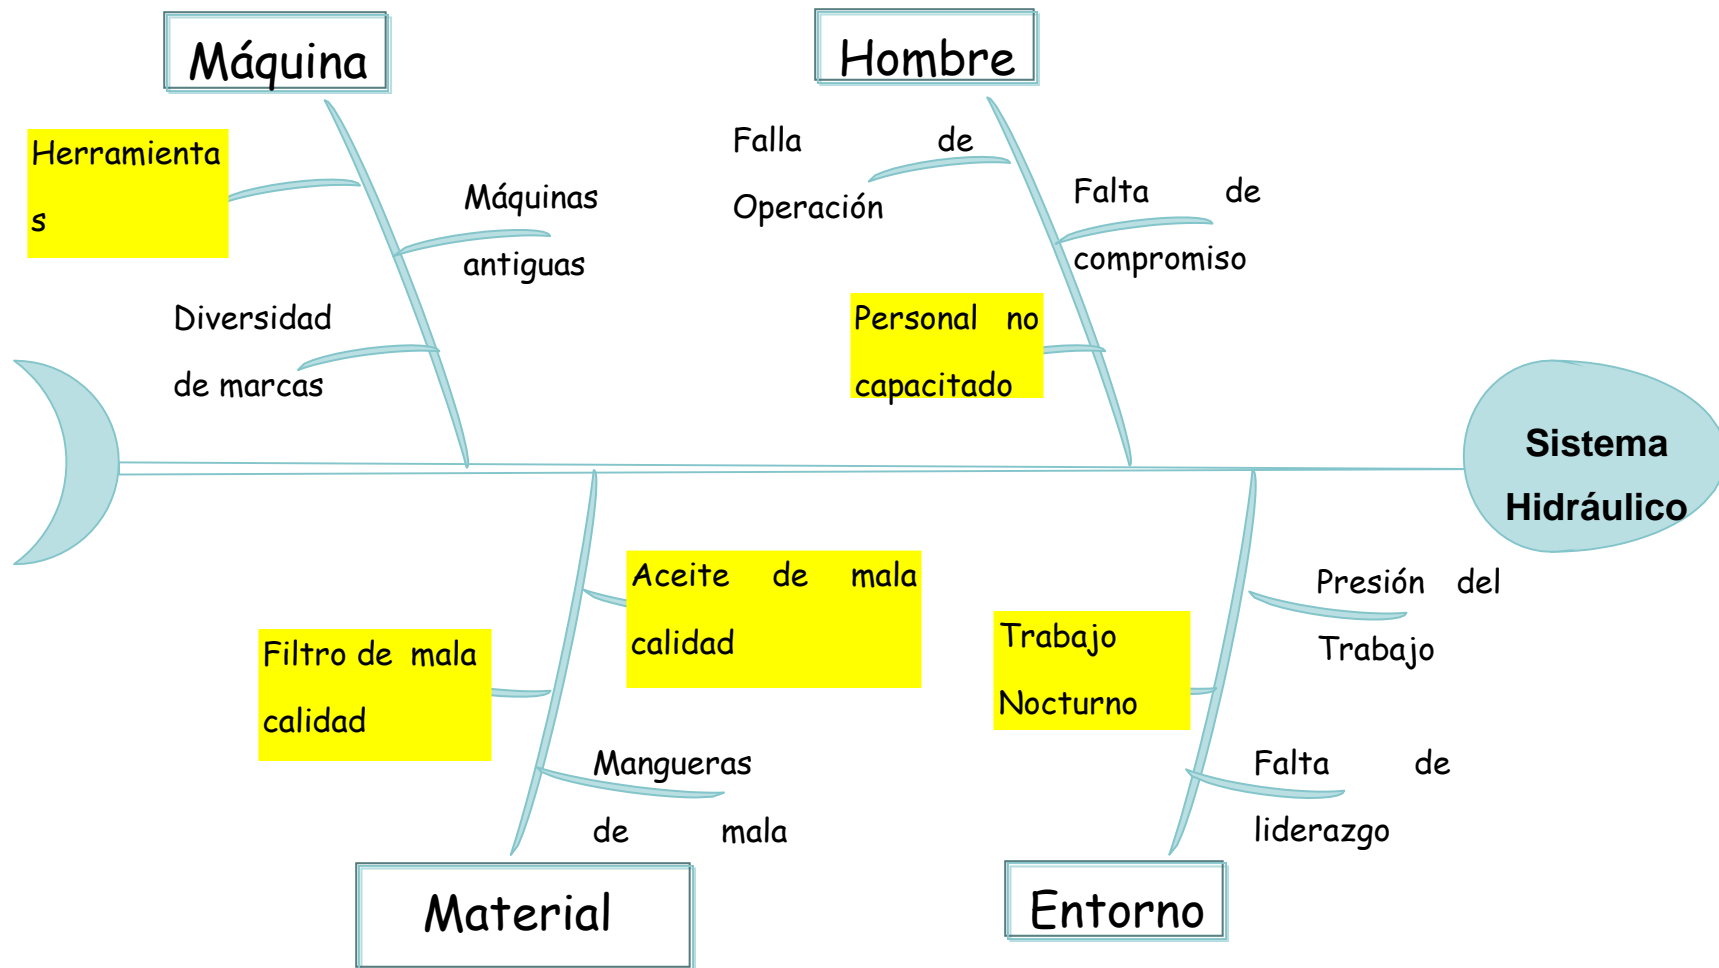 Máquina
Hombre
Herramienta
s
Máquinas
antiguas
Diversidad
de marcas
Falla de
Operación
Falta de
compromiso
Personal no
capacitado
Sistema
Hidráulico
Aceite de mala
calidad
Filtro de mala
calidad
Mangueras
de mala
Presión del
Trabajo
Trabajo
Nocturno
Falta de
liderazgo
Material
Entorno